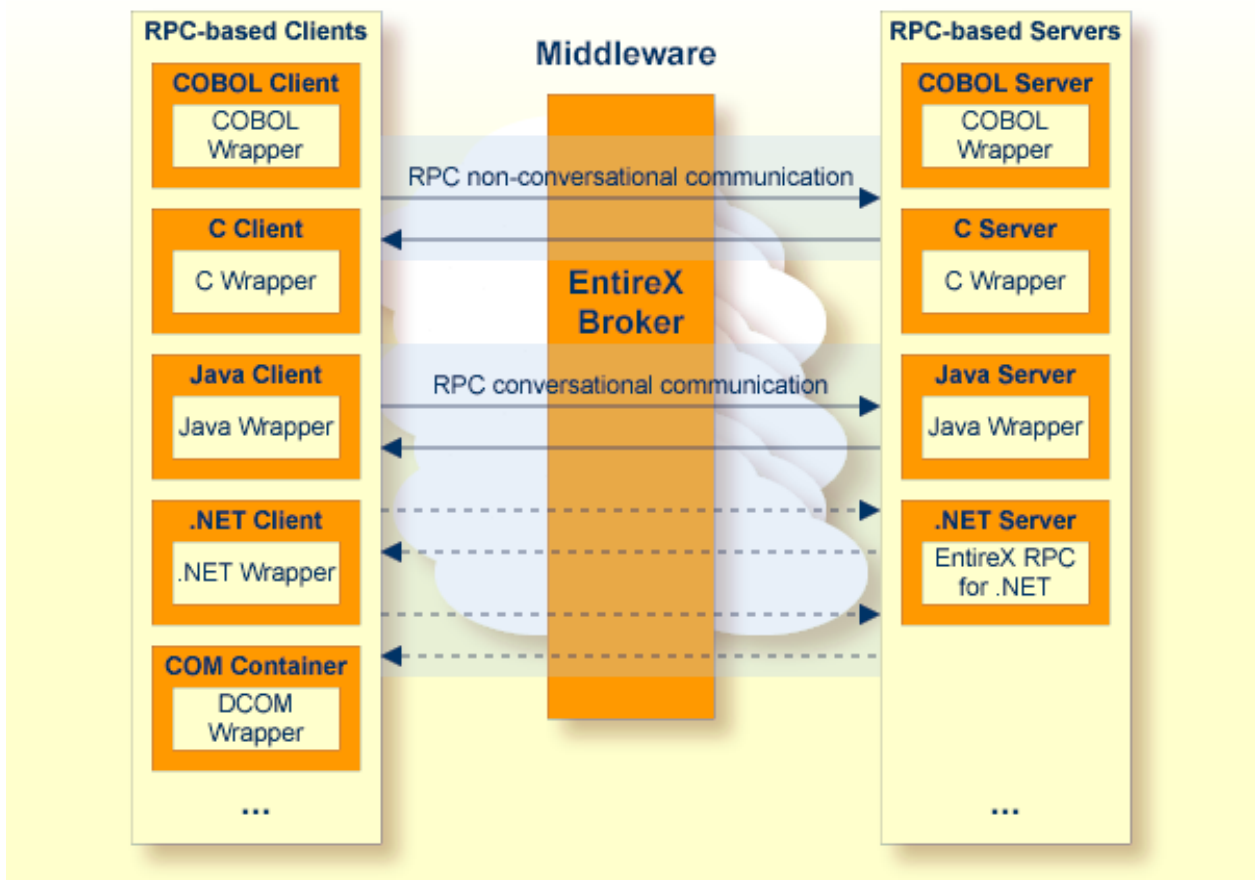 RPC-based Clients
COBOL Client
COBOL
Wrapper
C Client
C Wrapper
Java Client
Java Wrapper
.NET Client
.NET Wrapper
COM Container
DCOM
Wrapper
...
Middleware
RPC non-conversational communication
EntireX
Broker
RPC conversational communication
RPC-based Servers
COBOL Server
COBOL
Wrapper
C Server
C Wrapper
Java Server
Java Wrapper
.NET Server
EntireX RPC
for .NET
...